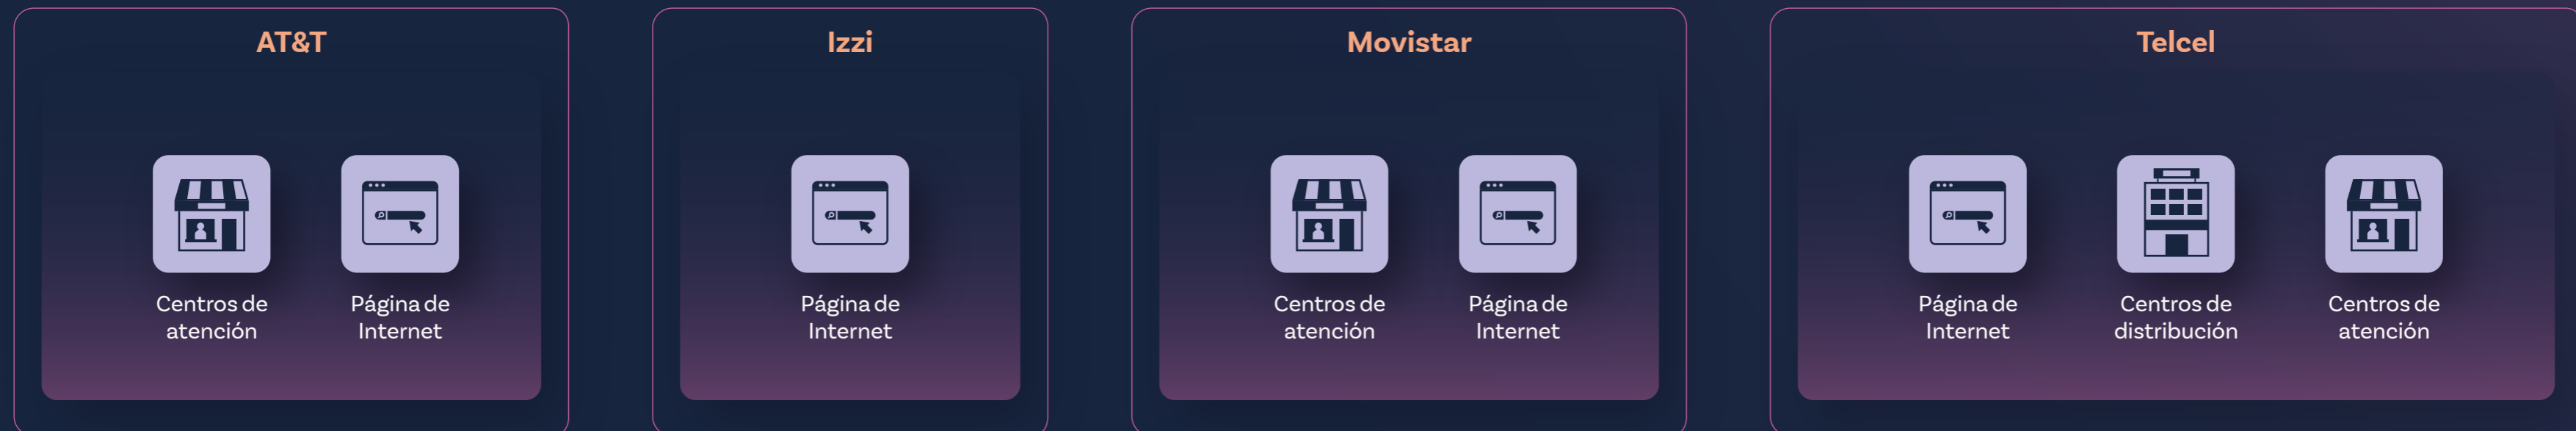 AT&T
Centros de
atención
Página de
Internet
Izzi
Página de
Internet
Movistar
Centros de
atención
Página de
Internet
Telcel
Página de
Internet
Centros de
distribución
Centros de
atención